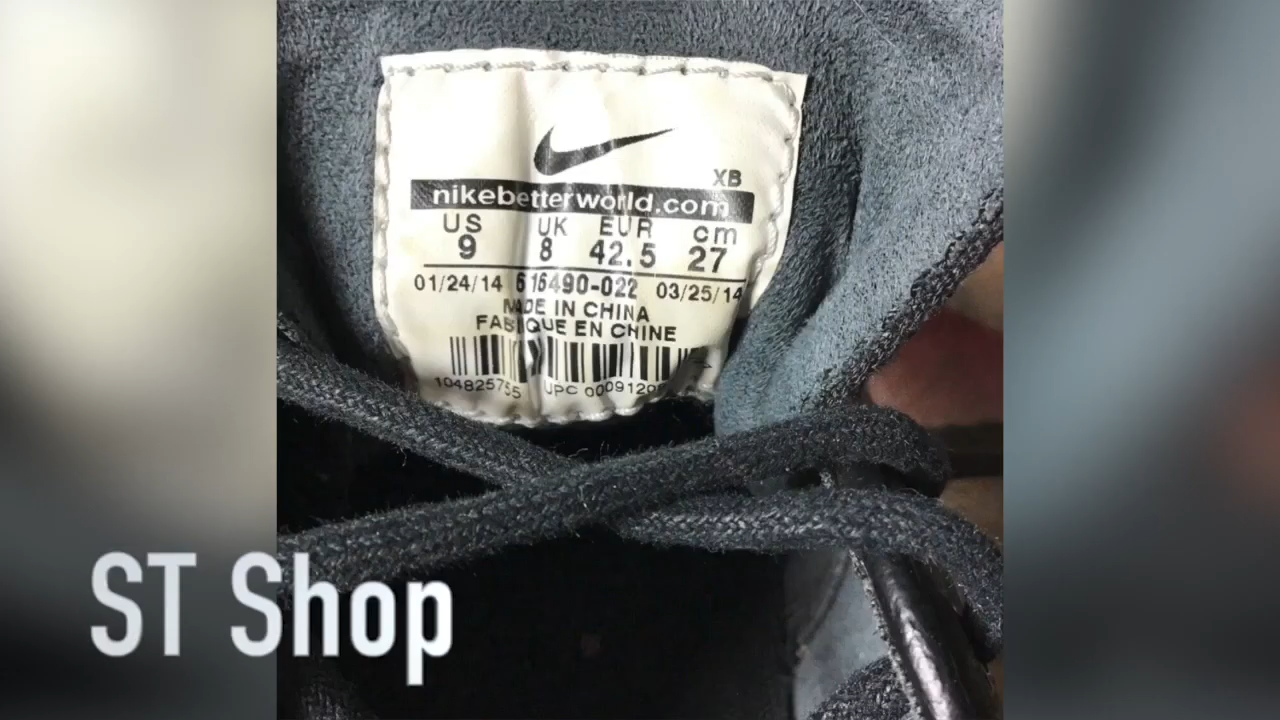 XB
nikebetterworld.com
US UK EUR cm
9 8 42.5 27
01/24/14 616490-022 03/25/14
MADE IN CHINA
FABRIQUE EN CHINE
UPC
ST Shop